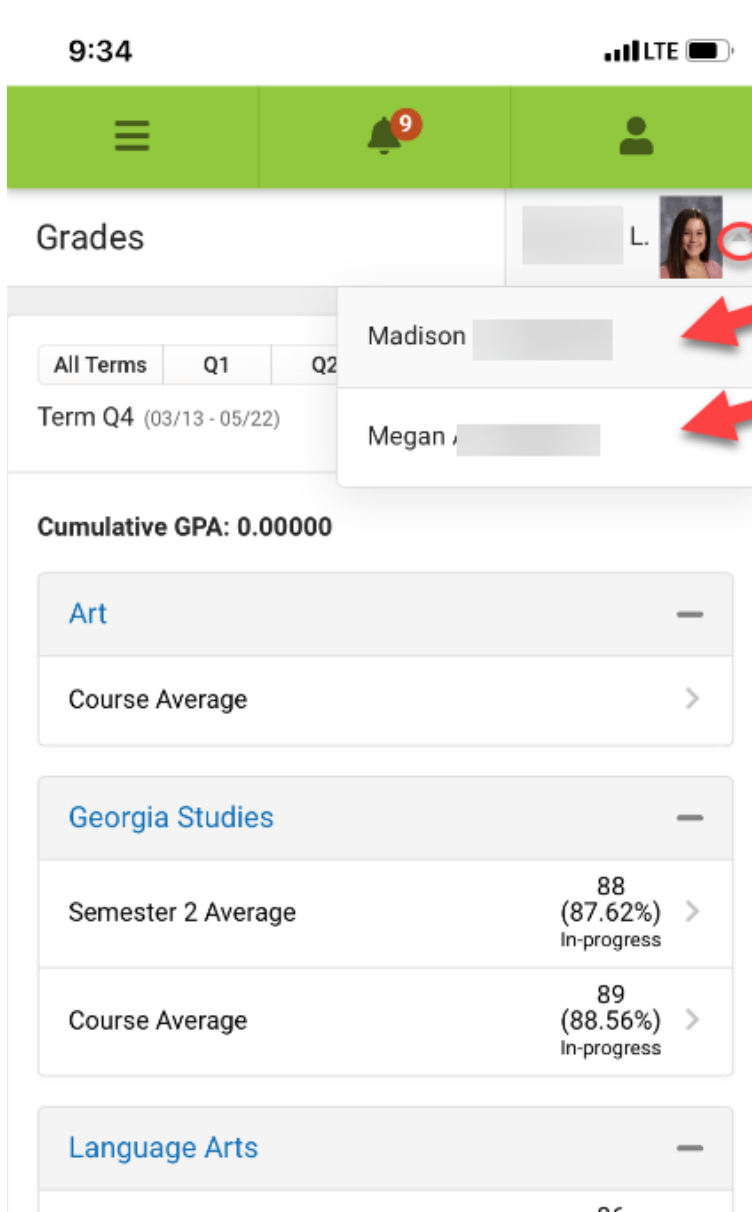 9:34
LTE
9
Grades
L.
Madison
Megan
All Terms Q1 Q2
Term Q4 (03/13 - 05/22)
Cumulative GPA: 0.00000
Art
Course Average
Georgia Studies
Semester 2 Average
88
(87.62%)
In-progress
Course Average
89
(88.56%)
In-progress
Language Arts